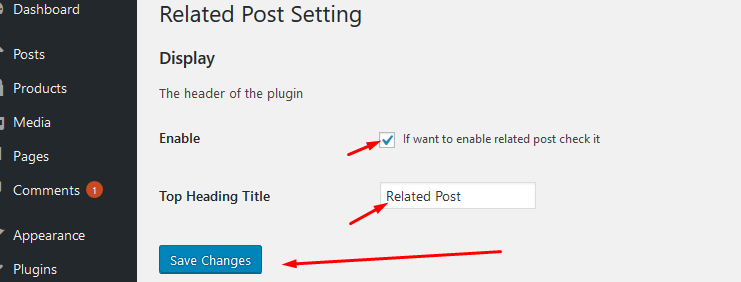 Dashboard
Posts
Products
Media
Pages
Comments 1
Appearance
Plugins
Related Post Setting
Display
The header of the plugin
Enable If want to enable related post check it
Top Heading Title Related Post
Save Changes